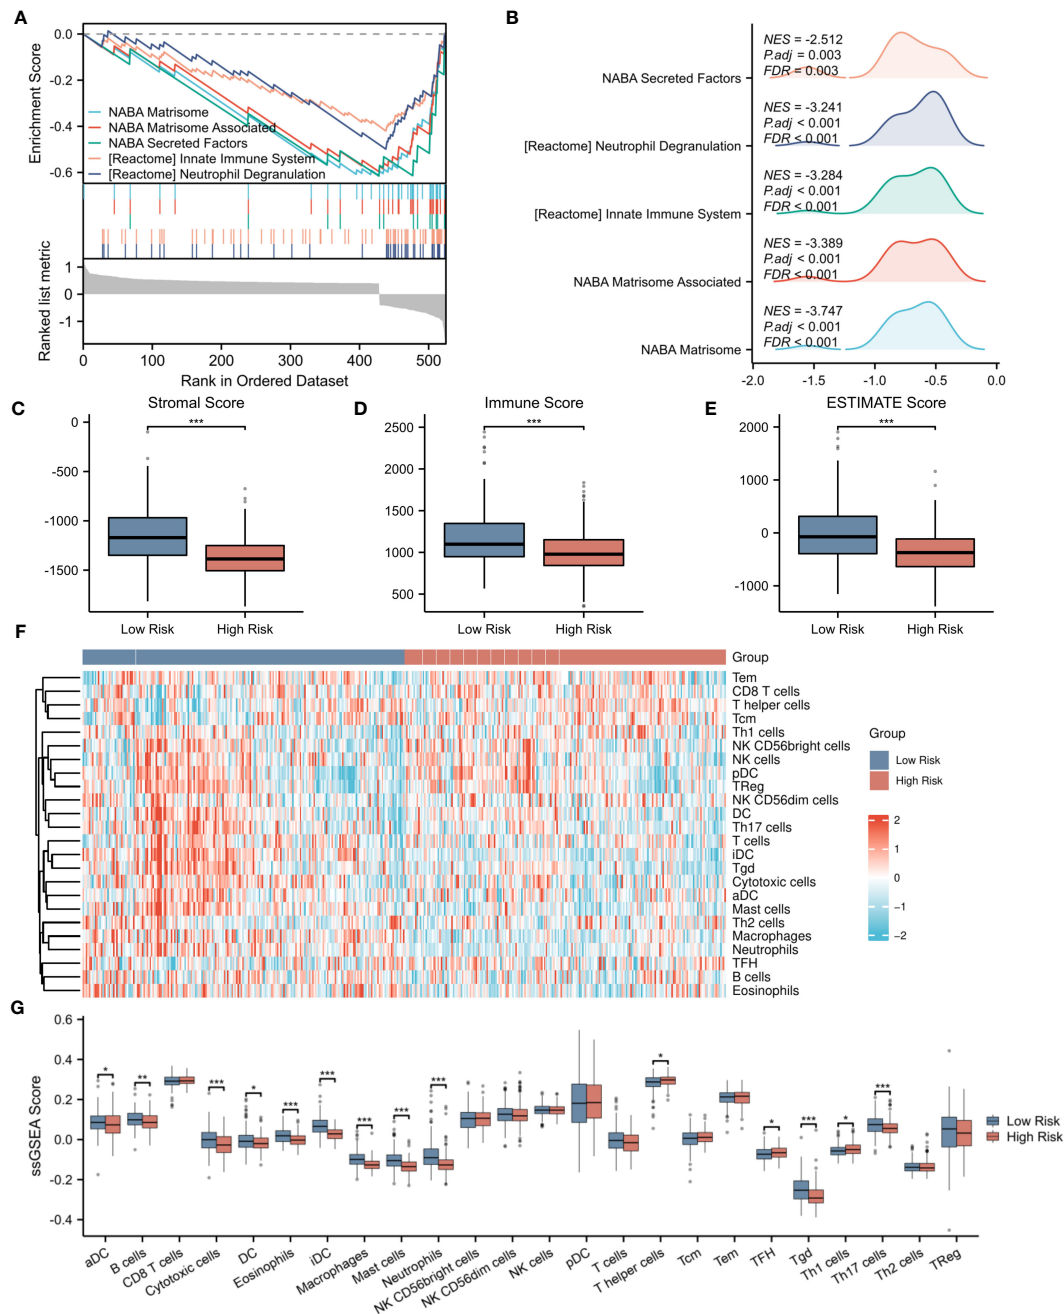 A
0.0
-0.2
-0.4
-0.6
Enrichment Score
NABA Matrisome
NABA Matrisome Associated
NABA Secreted Factors
[Reactome] Innate Immune System
[Reactome] Neutrophil Degranulation
1
0
-1
Ranked list metric
0 100 200 300 400 500
Rank in Ordered Dataset
B
NES = -2.512
P.adj = 0.003
FDR = 0.003
NABA Secreted Factors
NES = -3.241
P.adj < 0.001
FDR < 0.001
[Reactome] Neutrophil Degranulation
NES = -3.284
P.adj < 0.001
FDR < 0.001
[Reactome] Innate Immune System
NES = -3.389
P.adj < 0.001
FDR < 0.001
NABA Matrisome Associated
NES = -3.747
P.adj < 0.001
FDR < 0.001
NABA Matrisome
-2.0 -1.5 -1.0 -0.5 0.0
C
Stromal Score
***
0
-500
-1000
-1500
Low Risk High Risk
D
Immune Score
***
2500
2000
1500
1000
500
Low Risk High Risk
E
ESTIMATE Score
***
2000
1000
0
-1000
Low Risk High Risk
F
Group
Tem
CD8 T cells
T helper cells
Tcm
Th1 cells
NK CD56bright cells
NK cells
pDC
TReg
NK CD56dim cells
DC
Th17 cells
T cells
iDC
Tgd
Cytotoxic cells
aDC
Mast cells
Th2 cells
Macrophages
Neutrophils
TFH
B cells
Eosinophils
Group
Low Risk
High Risk
2
1
0
−1
−2
G
0.6
0.4
0.2
0.0
-0.2
-0.4
ssGSEA Score
* ** *** * *** *** *** *** *** * * *** * ***
Low Risk
High Risk
aDC
B cells
CD8 T cells
Cytotoxic cells
DC
Eosinophils
iDC
Macrophages
Mast cells
Neutrophils
NK CD56bright cells
NK CD56dim cells
NK cells
pDC
T cells
T helper cells
Tcm
Tem
TFH
Tgd
Th1 cells
Th17 cells
Th2 cells
TReg